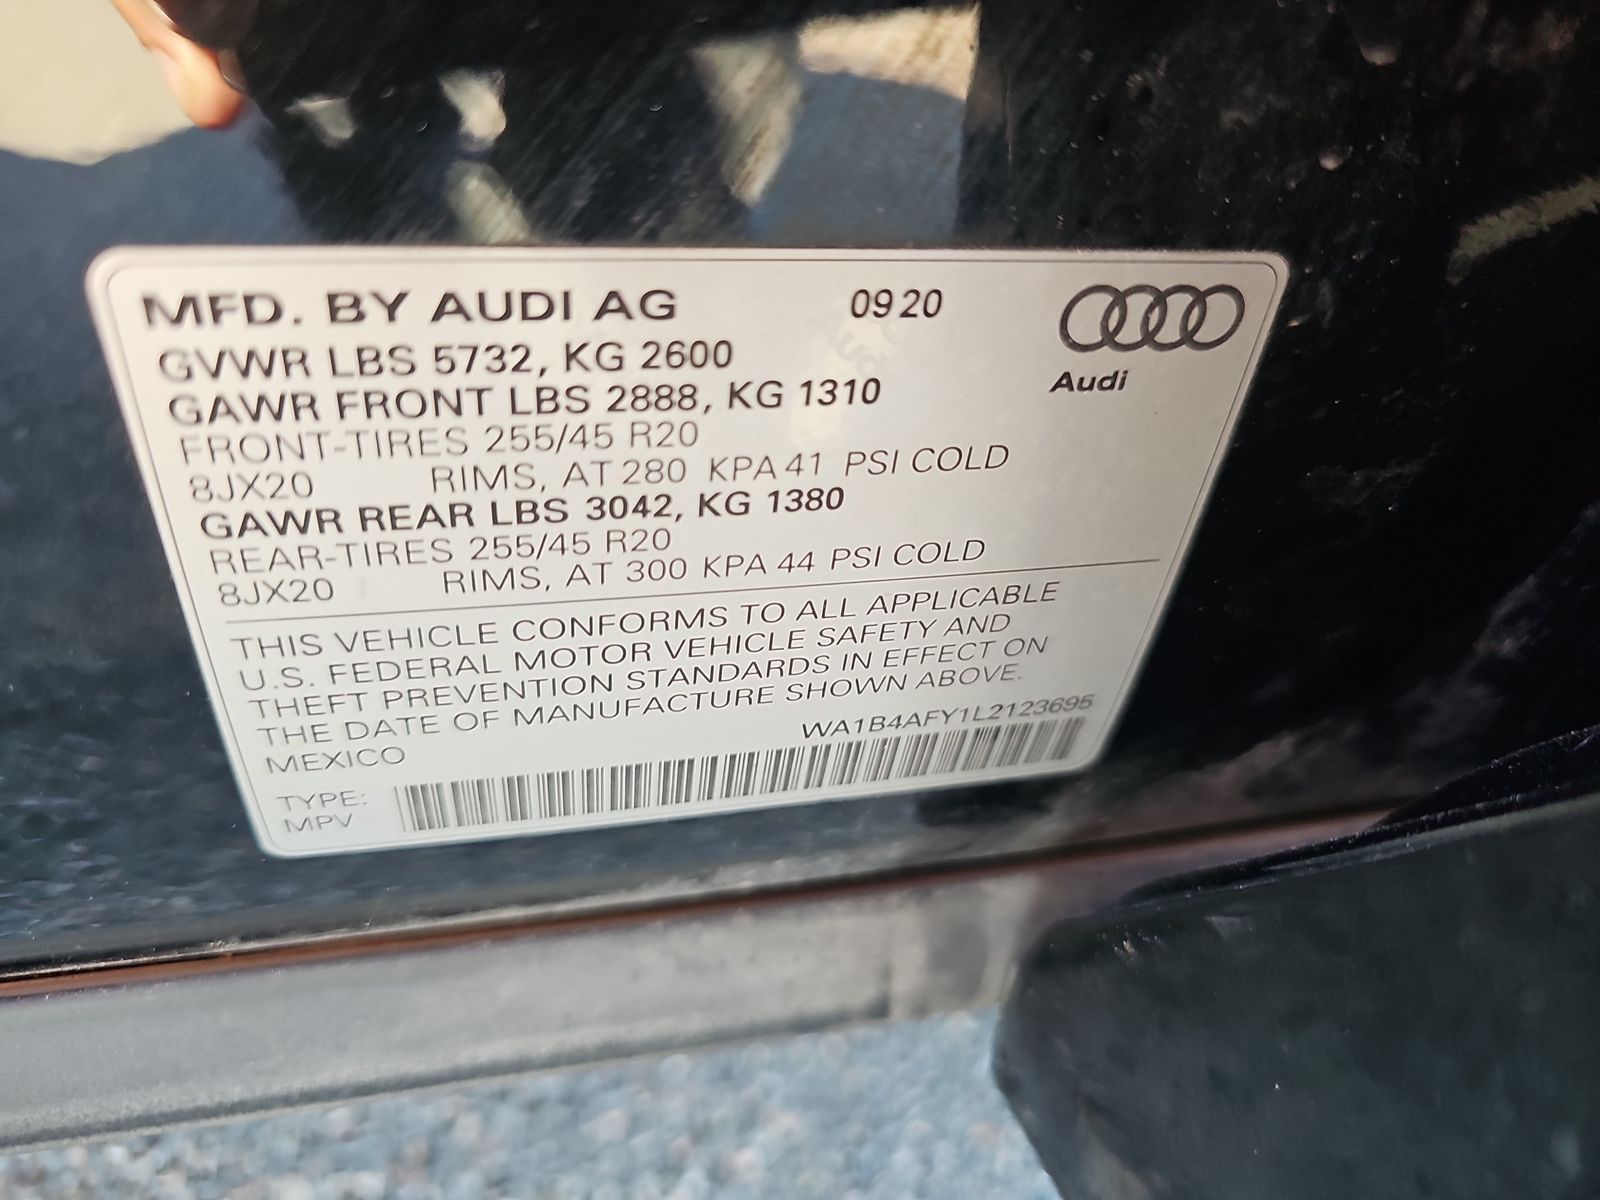 MFD. BY AUDI AG 09 20
Audi
GVWR LBS 5732, KG 2600
GAWR FRONT LBS 2888, KG 1310
FRONT-TIRES 255/45 R20
8JX20 RIMS, AT 280 KPA 41 PSI COLD
GAWR REAR LBS 3042, KG 1380
REAR-TIRES 255/45 R20
8JX20 RIMS, AT 300 KPA 44 PSI COLD
THIS VEHICLE CONFORMS TO ALL APPLICABLE
U.S. FEDERAL MOTOR VEHICLE SAFETY AND
THEFT PREVENTION STANDARDS IN EFFECT ON
THE DATE OF MANUFACTURE SHOWN ABOVE.
MEXICO WA1B4AFY1L2123695
TYPE:
MPV